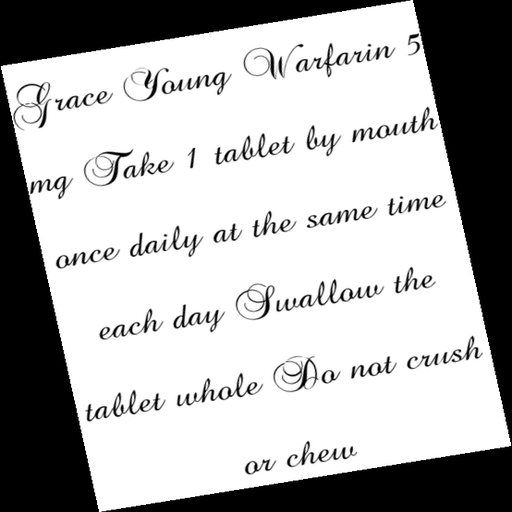 Grace Young Warfarin 5
mg Take 1 tablet by mouth
once daily at the same time
each day Swallow the
tablet whole Do not crush
or chew